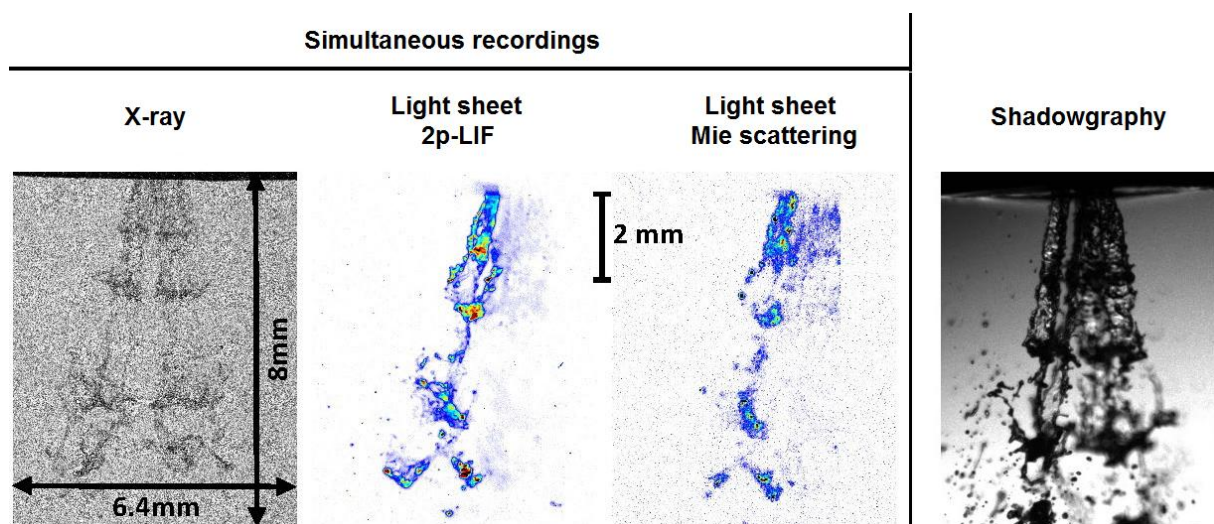 Simultaneous recordings
X-ray
Light sheet
2p-LIF
Light sheet
Mie scattering
Shadowgraphy
2 mm
8mm
6.4mm